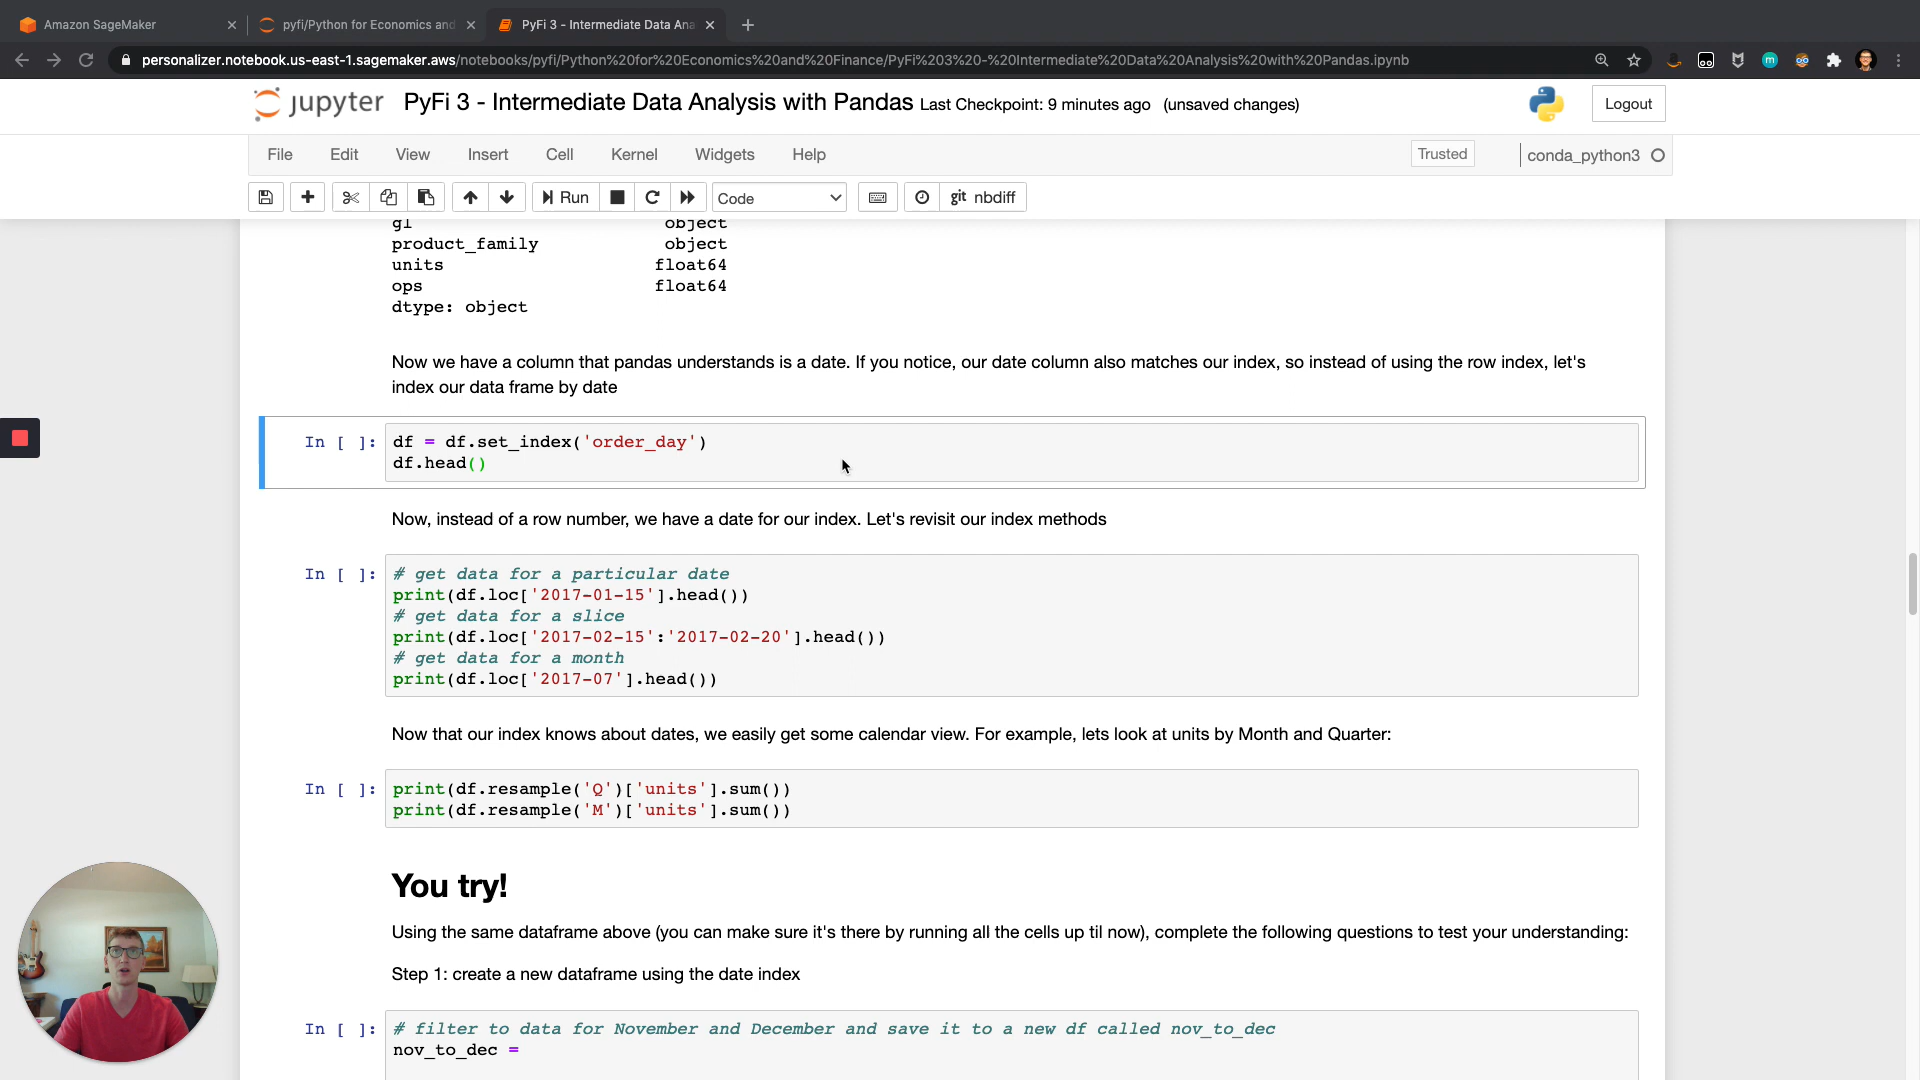 Amazon SageMaker
pyfi/Python for Economics and
PyFi 3 - Intermediate Data Ana
personalizer.notebook.us-east-1.sagemaker.aws/notebooks/pyfi/Python%20for%20Economics%20and%20Finance/PyFi%203%20-%20Intermediate%20Data%20Analysis%20with%20Pandas.ipynb
jupyter PyFi 3 - Intermediate Data Analysis with Pandas Last Checkpoint: 9 minutes ago (unsaved changes)
Logout
File Edit View Insert Cell Kernel Widgets Help
Trusted
conda_python3
Run
Code
git nbdiff
gl object
product_family object
units float64
ops float64
dtype: object
Now we have a column that pandas understands is a date. If you notice, our date column also matches our index, so instead of using the row index, let's
index our data frame by date
In [ ]: df = df.set_index('order_day')
df.head()
Now, instead of a row number, we have a date for our index. Let's revisit our index methods
In [ ]: # get data for a particular date
print(df.loc['2017-01-15'].head())
# get data for a slice
print(df.loc['2017-02-15':'2017-02-20'].head())
# get data for a month
print(df.loc['2017-07'].head())
Now that our index knows about dates, we easily get some calendar view. For example, lets look at units by Month and Quarter:
In [ ]: print(df.resample('Q')['units'].sum())
print(df.resample('M')['units'].sum())
You try!
Using the same dataframe above (you can make sure it's there by running all the cells up til now), complete the following questions to test your understanding:
Step 1: create a new dataframe using the date index
In [ ]: # filter to data for November and December and save it to a new df called nov_to_dec
nov_to_dec =